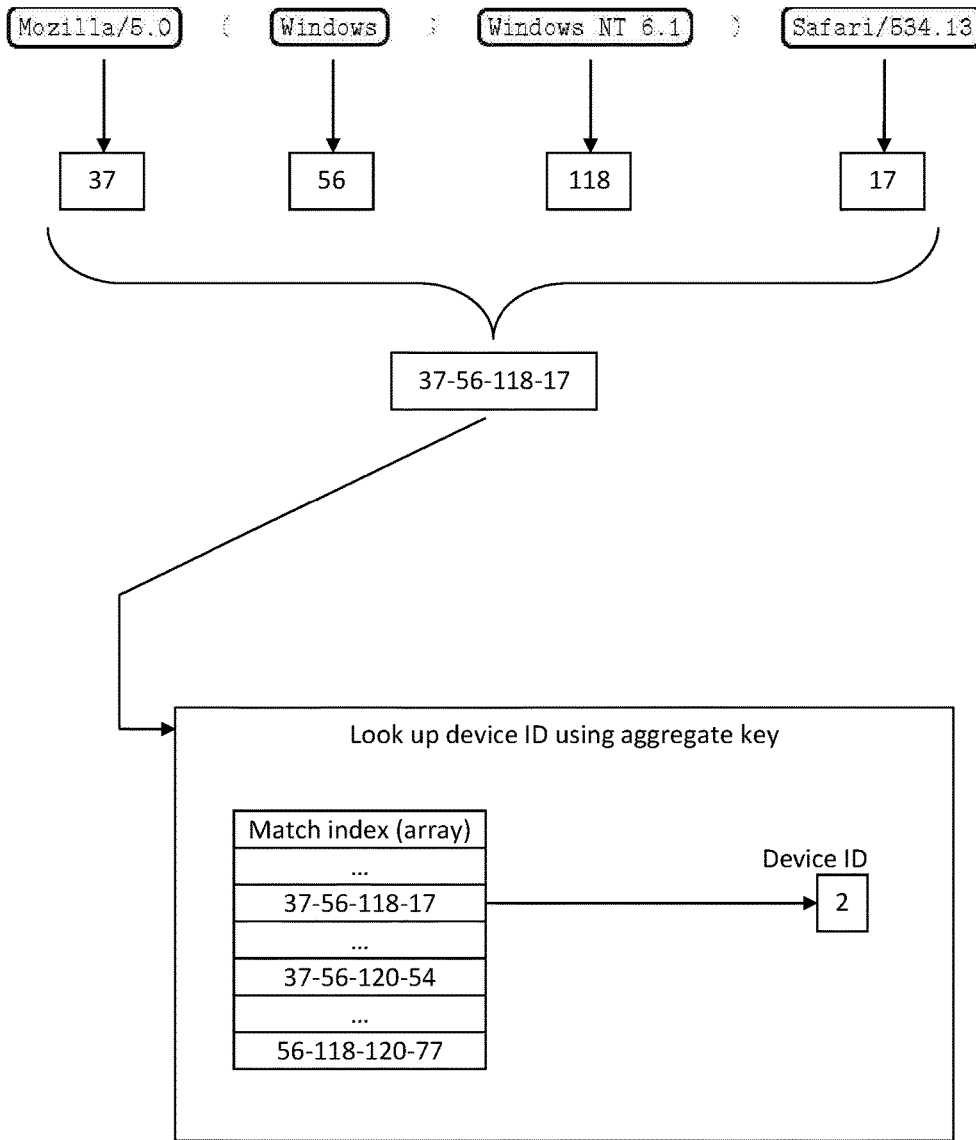 Mozilla/5.0 ( Windows ; Windows NT 6.1 ) Safari/534.13
37 56 118 17
37-56-118-17
Look up device ID using aggregate key
Match index (array)
...
37-56-118-17
...
37-56-120-54
...
56-118-120-77
Device ID
2